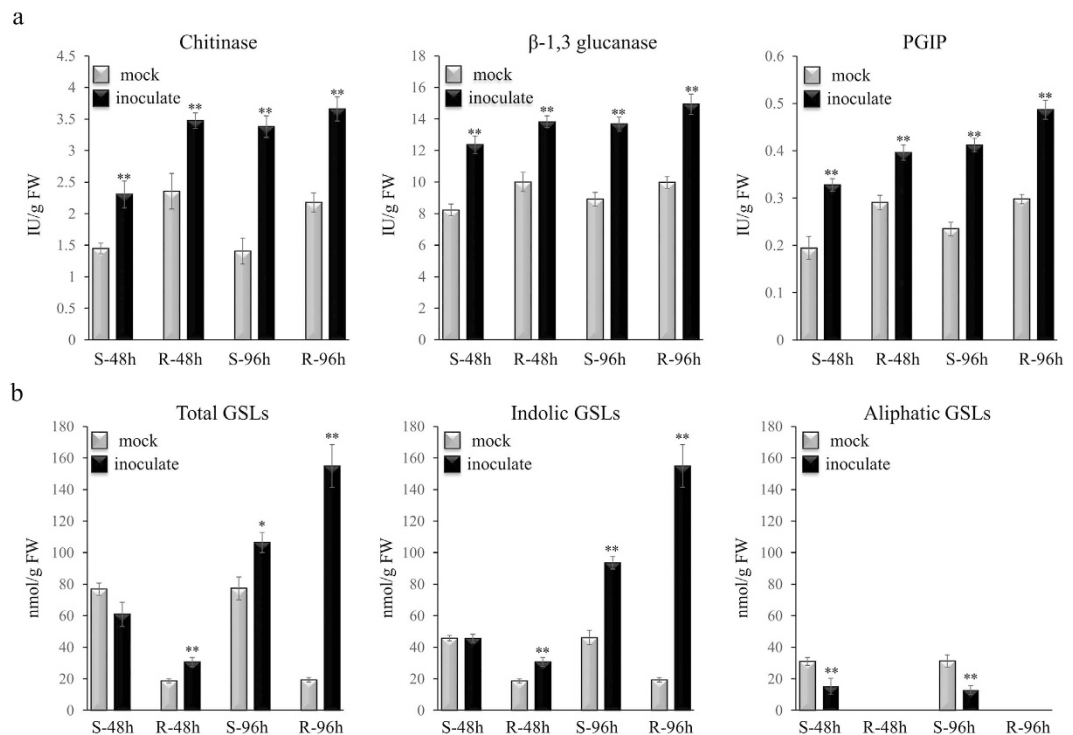 a
Chitinase
4.5
4
3.5
3
2.5
2
1.5
1
0.5
0
IU/g FW
mock
inoculate
**
**
**
**
S-48h R-48h S-96h R-96h
β-1,3 glucanase
18
16
14
12
10
8
6
4
2
0
IU/g FW
mock
inoculate
**
**
**
**
S-48h R-48h S-96h R-96h
PGIP
0.6
0.5
0.4
0.3
0.2
0.1
0
IU/g FW
mock
inoculate
**
**
**
**
S-48h R-48h S-96h R-96h
b
Total GSLs
180
160
140
120
100
80
60
40
20
0
nmol/g FW
mock
inoculate
**
*
**
S-48h R-48h S-96h R-96h
Indolic GSLs
180
160
140
120
100
80
60
40
20
0
nmol/g FW
mock
inoculate
**
**
**
S-48h R-48h S-96h R-96h
Aliphatic GSLs
180
160
140
120
100
80
60
40
20
0
nmol/g FW
mock
inoculate
**
**
S-48h R-48h S-96h R-96h